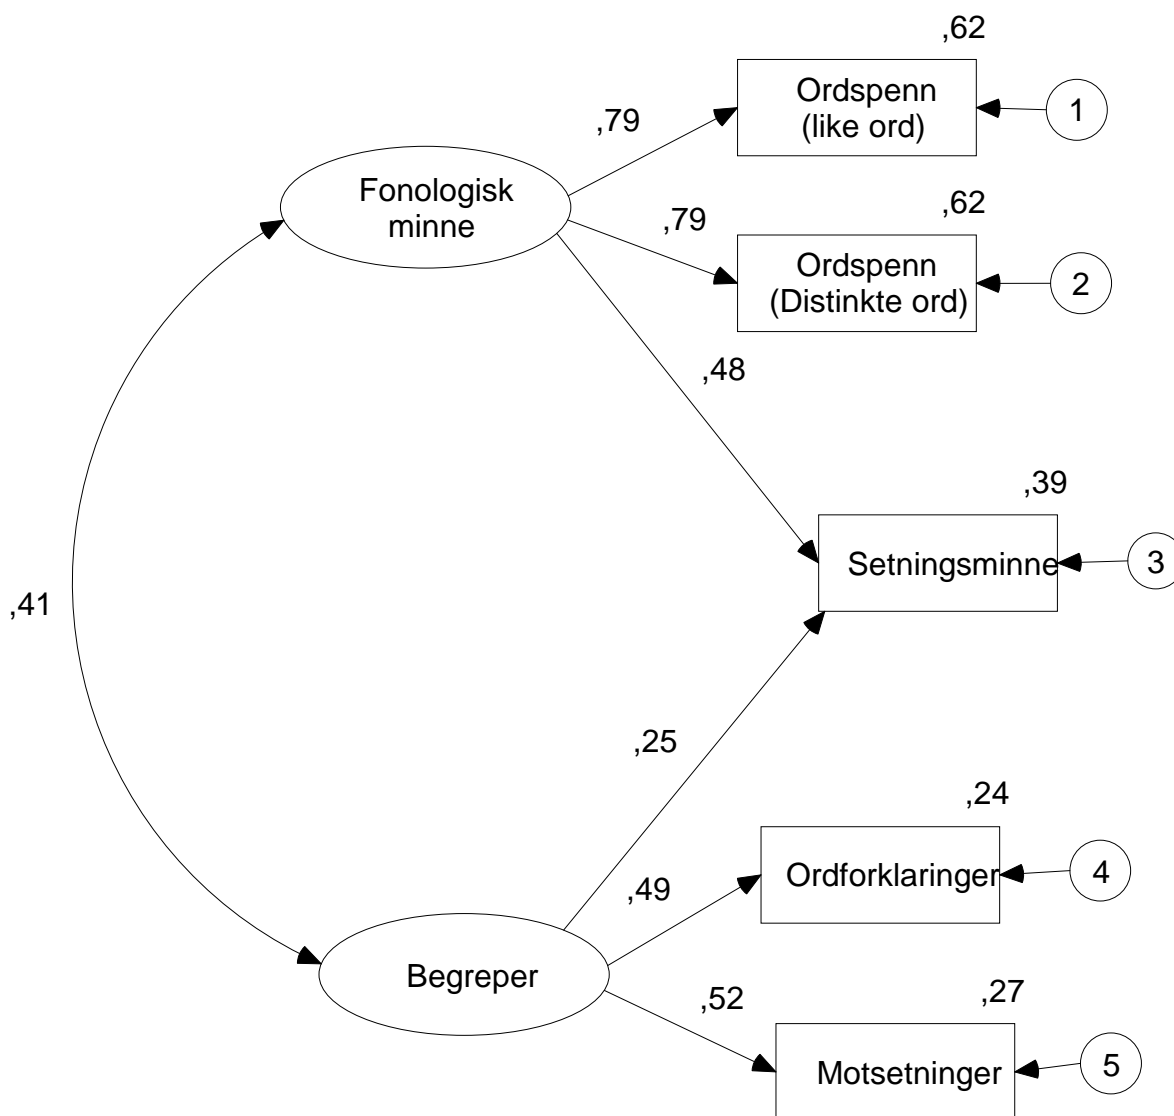 ,62
Ordspenn
(like ord)
1
,79
Fonologisk
minne
,62
,79
Ordspenn
(Distinkte ord)
2
,48
,39
Setningsminne
3
,41
,25
,24
Ordforklaringer
4
,49
Begreper
,52
,27
Motsetninger
5